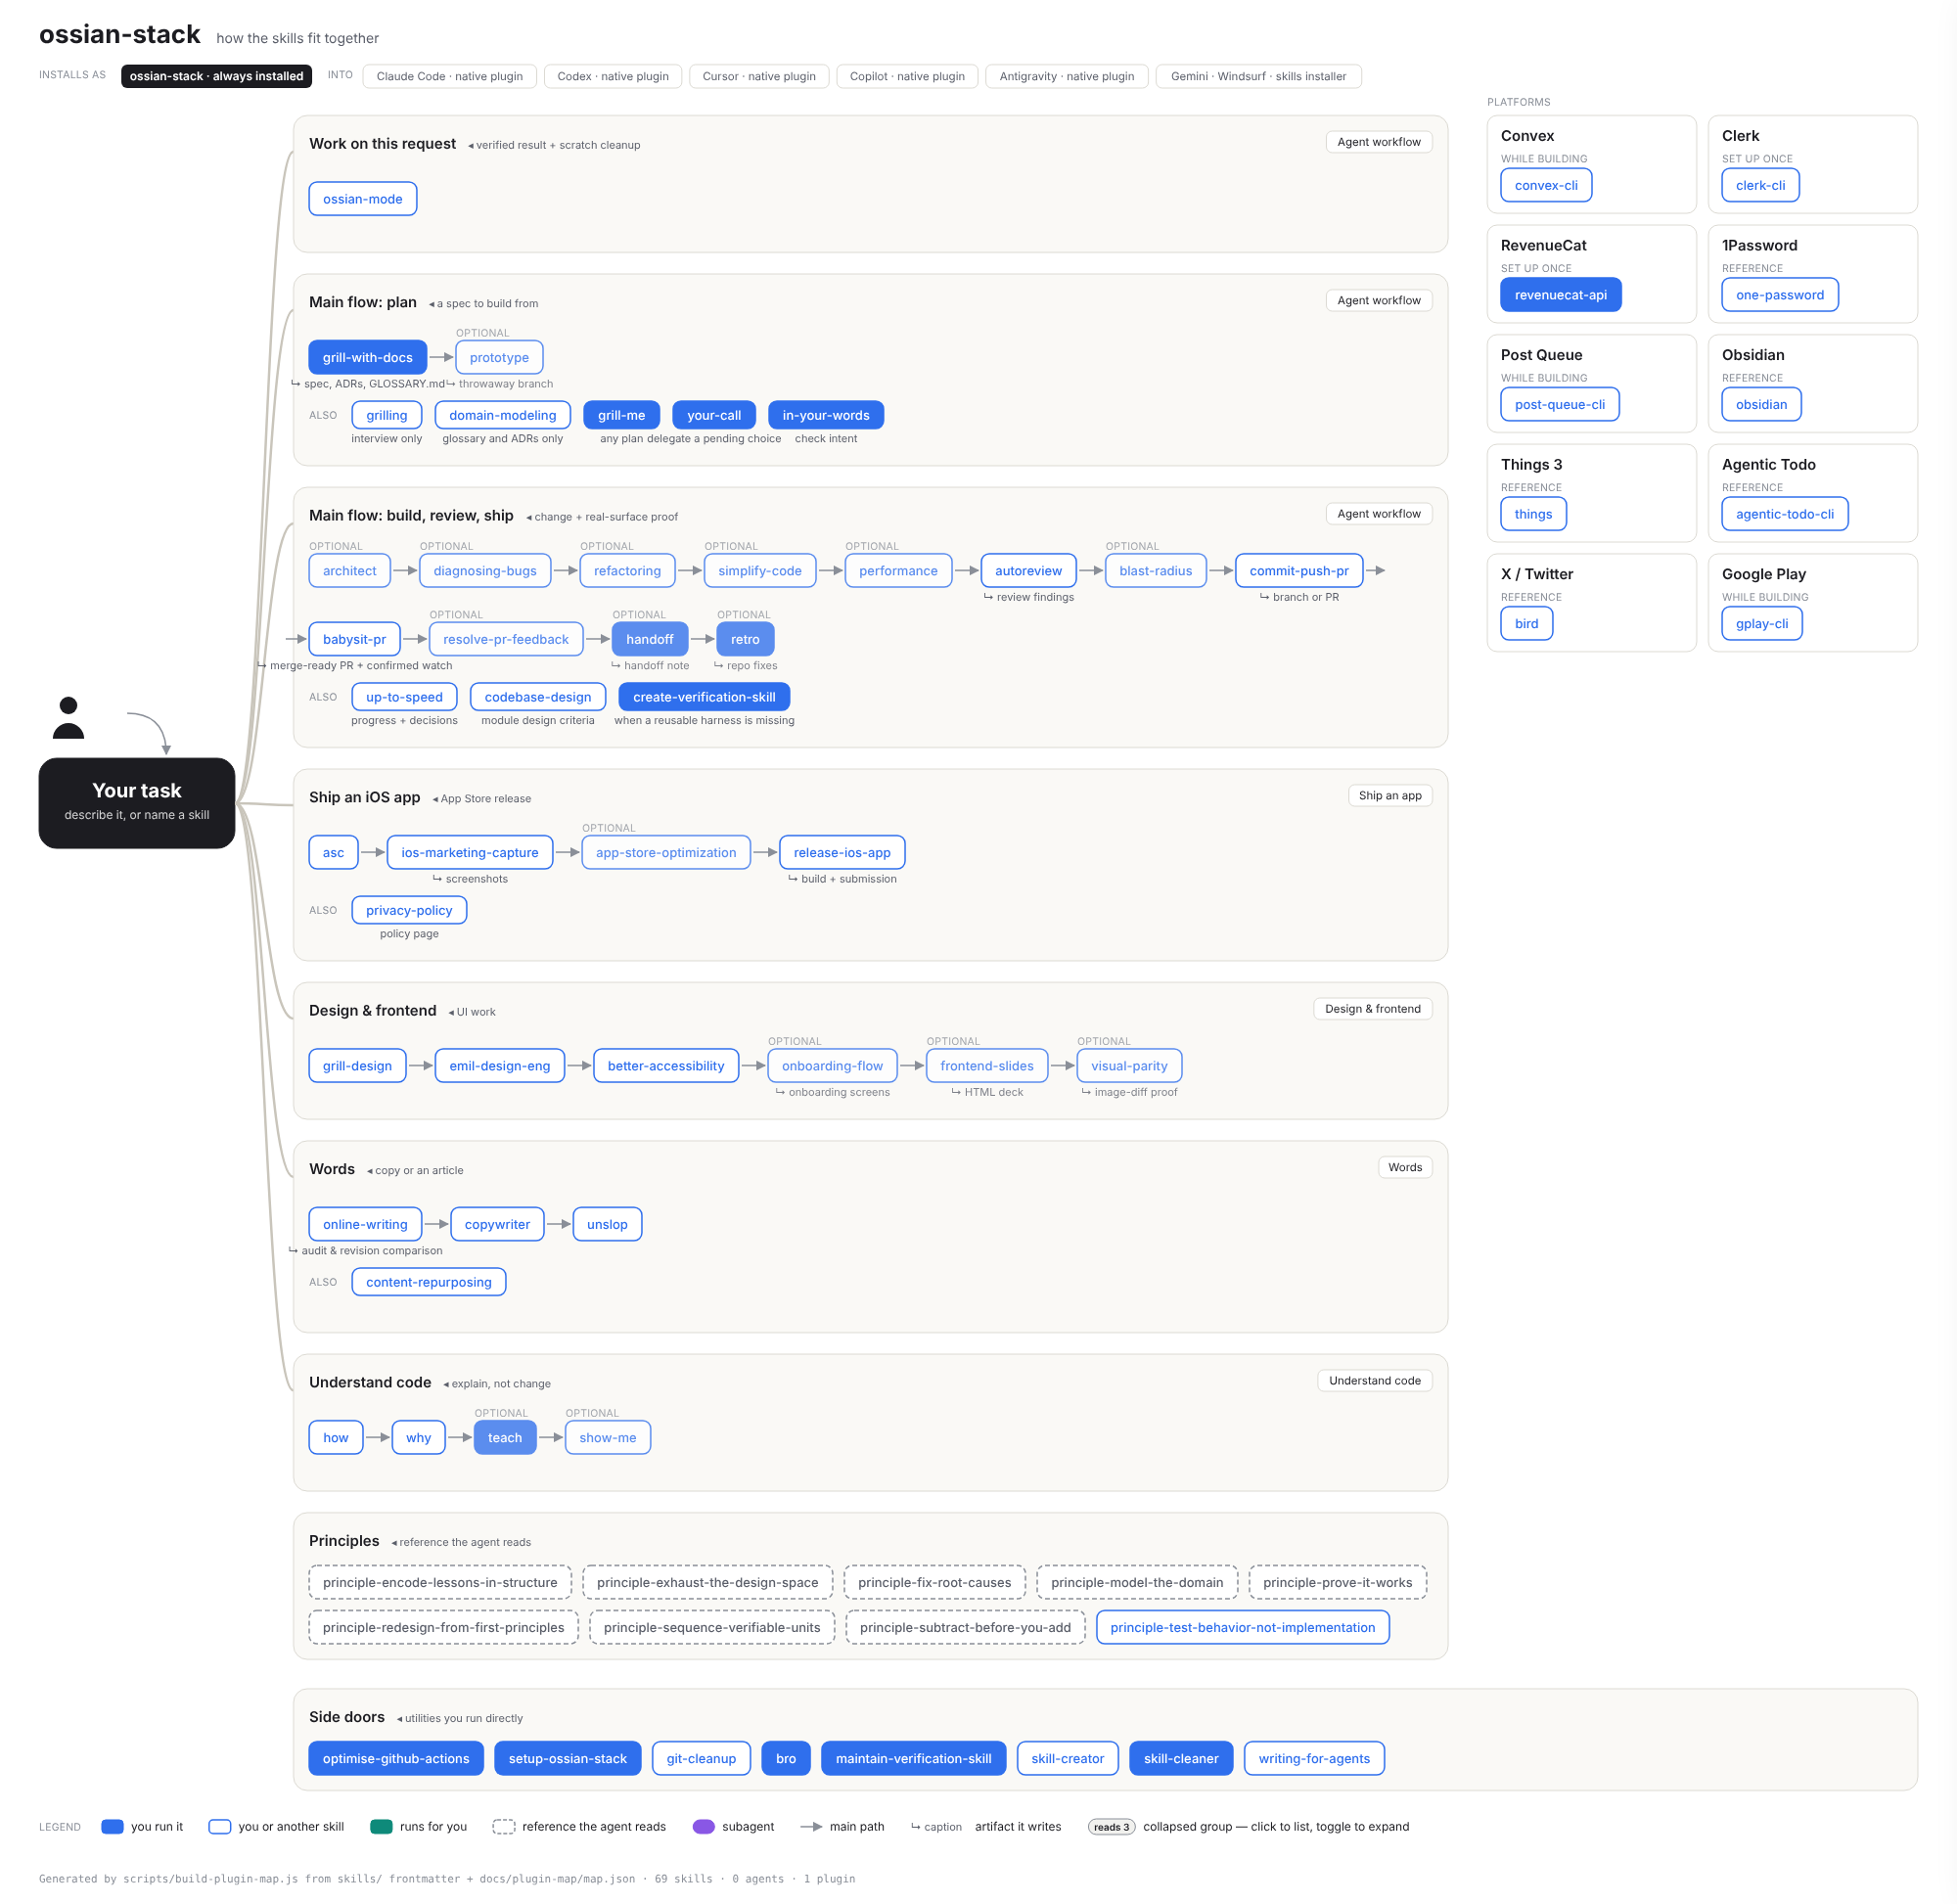 ossian-stack how the skills fit together
INSTALLS AS ossian-stack · always installed INTO Claude Code · native plugin Codex · native plugin Cursor · native plugin Copilot · native plugin Antigravity · native plugin Gemini · Windsurf · skills installer
Work on this request ◂ verified result + scratch cleanup Agent workflow
ossian-mode
Main flow: plan ◂ a spec to build from Agent workflow
OPTIONAL
grill-with-docs prototype
↳ spec, ADRs, GLOSSARY.md ↳ throwaway branch
ALSO grilling domain-modeling grill-me your-call in-your-words
interview only glossary and ADRs only any plan delegate a pending choice check intent
Main flow: build, review, ship ◂ change + real-surface proof Agent workflow
OPTIONAL OPTIONAL OPTIONAL OPTIONAL OPTIONAL OPTIONAL
architect diagnosing-bugs refactoring simplify-code performance autoreview blast-radius commit-push-pr
↳ review findings ↳ branch or PR
OPTIONAL OPTIONAL OPTIONAL
babysit-pr resolve-pr-feedback handoff retro
↳ merge-ready PR + confirmed watch ↳ handoff note ↳ repo fixes
ALSO up-to-speed codebase-design create-verification-skill
progress + decisions module design criteria when a reusable harness is missing
Your task
describe it, or name a skill
Ship an iOS app ◂ App Store release Ship an app
OPTIONAL
asc ios-marketing-capture app-store-optimization release-ios-app
↳ screenshots ↳ build + submission
ALSO privacy-policy
policy page
Design & frontend ◂ UI work Design & frontend
OPTIONAL OPTIONAL OPTIONAL
grill-design emil-design-eng better-accessibility onboarding-flow frontend-slides visual-parity
↳ onboarding screens ↳ HTML deck ↳ image-diff proof
Words ◂ copy or an article Words
online-writing copywriter unslop
↳ audit & revision comparison
ALSO content-repurposing
Understand code ◂ explain, not change Understand code
OPTIONAL OPTIONAL
how why teach show-me
Principles ◂ reference the agent reads
principle-encode-lessons-in-structure principle-exhaust-the-design-space principle-fix-root-causes principle-model-the-domain principle-prove-it-works
principle-redesign-from-first-principles principle-sequence-verifiable-units principle-subtract-before-you-add principle-test-behavior-not-implementation
PLATFORMS
Convex
WHILE BUILDING
convex-cli
Clerk
SET UP ONCE
clerk-cli
RevenueCat
SET UP ONCE
revenuecat-api
1Password
REFERENCE
one-password
Post Queue
WHILE BUILDING
post-queue-cli
Obsidian
REFERENCE
obsidian
Things 3
REFERENCE
things
Agentic Todo
REFERENCE
agentic-todo-cli
X / Twitter
REFERENCE
bird
Google Play
WHILE BUILDING
gplay-cli
Side doors ◂ utilities you run directly
optimise-github-actions setup-ossian-stack git-cleanup bro maintain-verification-skill skill-creator skill-cleaner writing-for-agents
LEGEND you run it you or another skill runs for you reference the agent reads subagent main path ↳ caption artifact it writes reads 3 collapsed group — click to list, toggle to expand
Generated by scripts/build-plugin-map.js from skills/ frontmatter + docs/plugin-map/map.json · 69 skills · 0 agents · 1 plugin